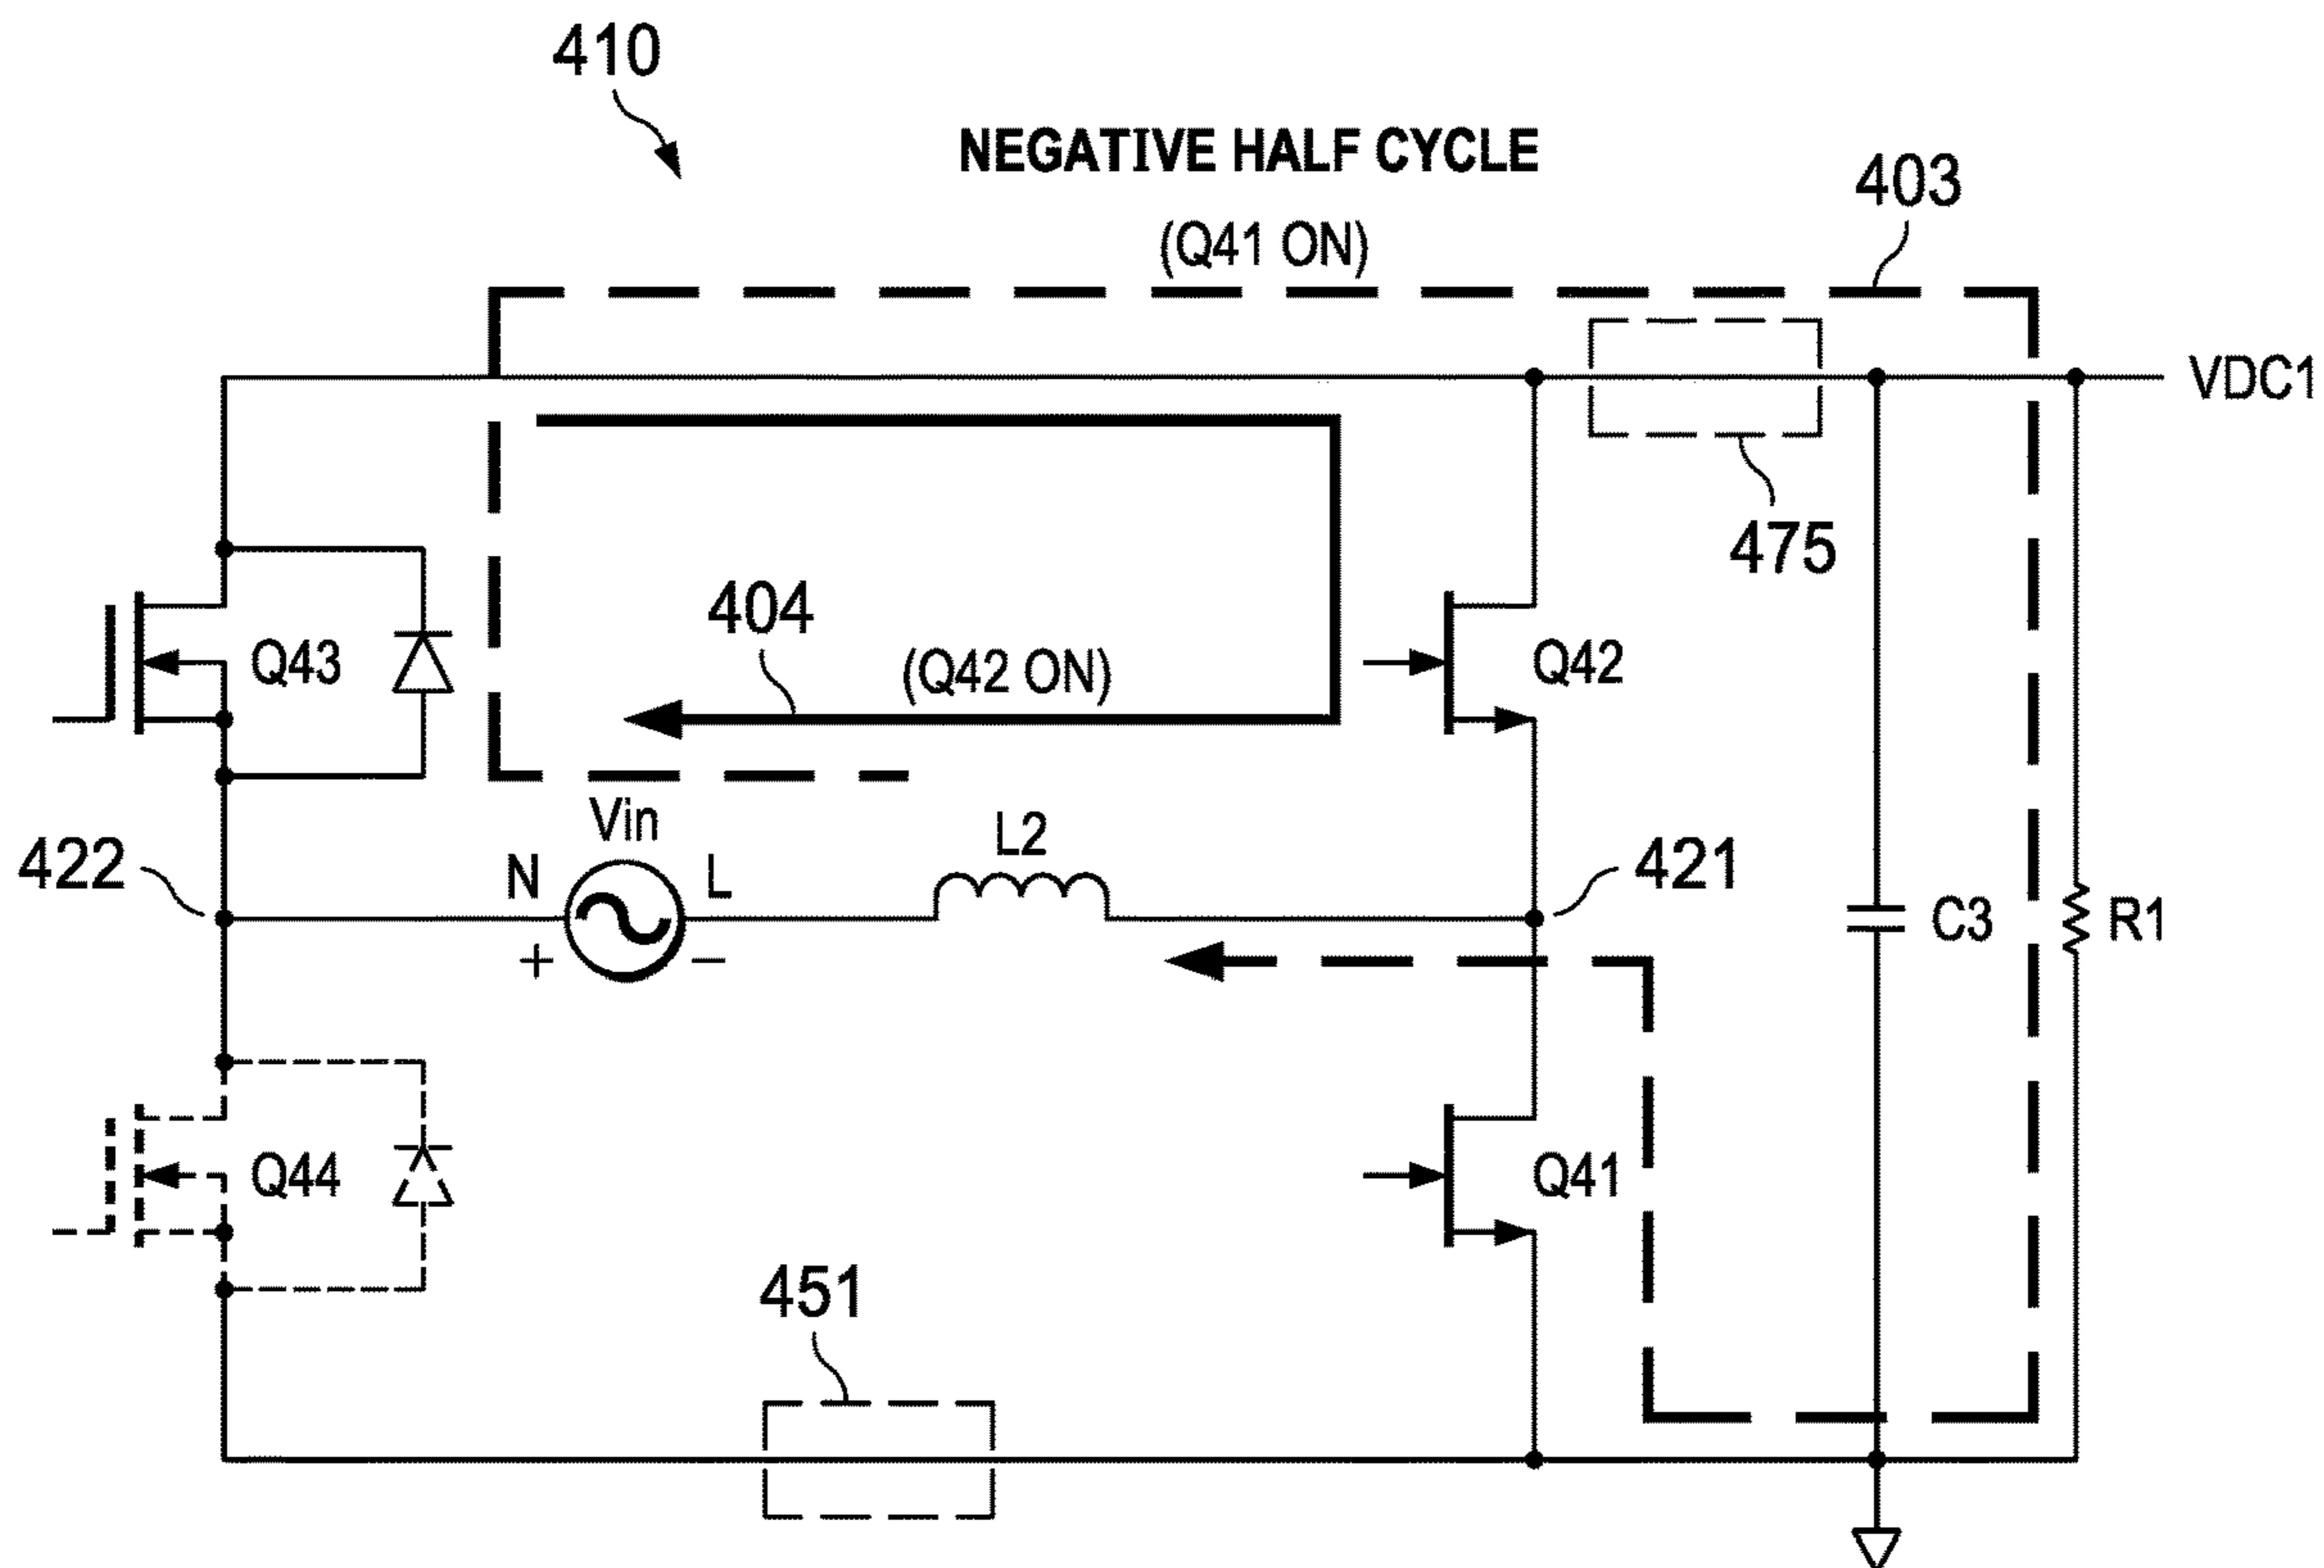 410
NEGATIVE HALF CYCLE
(Q41 ON)
403
VDC1
475
404
(Q42 ON)
Q43
Q42
Vin
N
L
L2
422
421
+
−
C3
R1
Q44
Q41
451